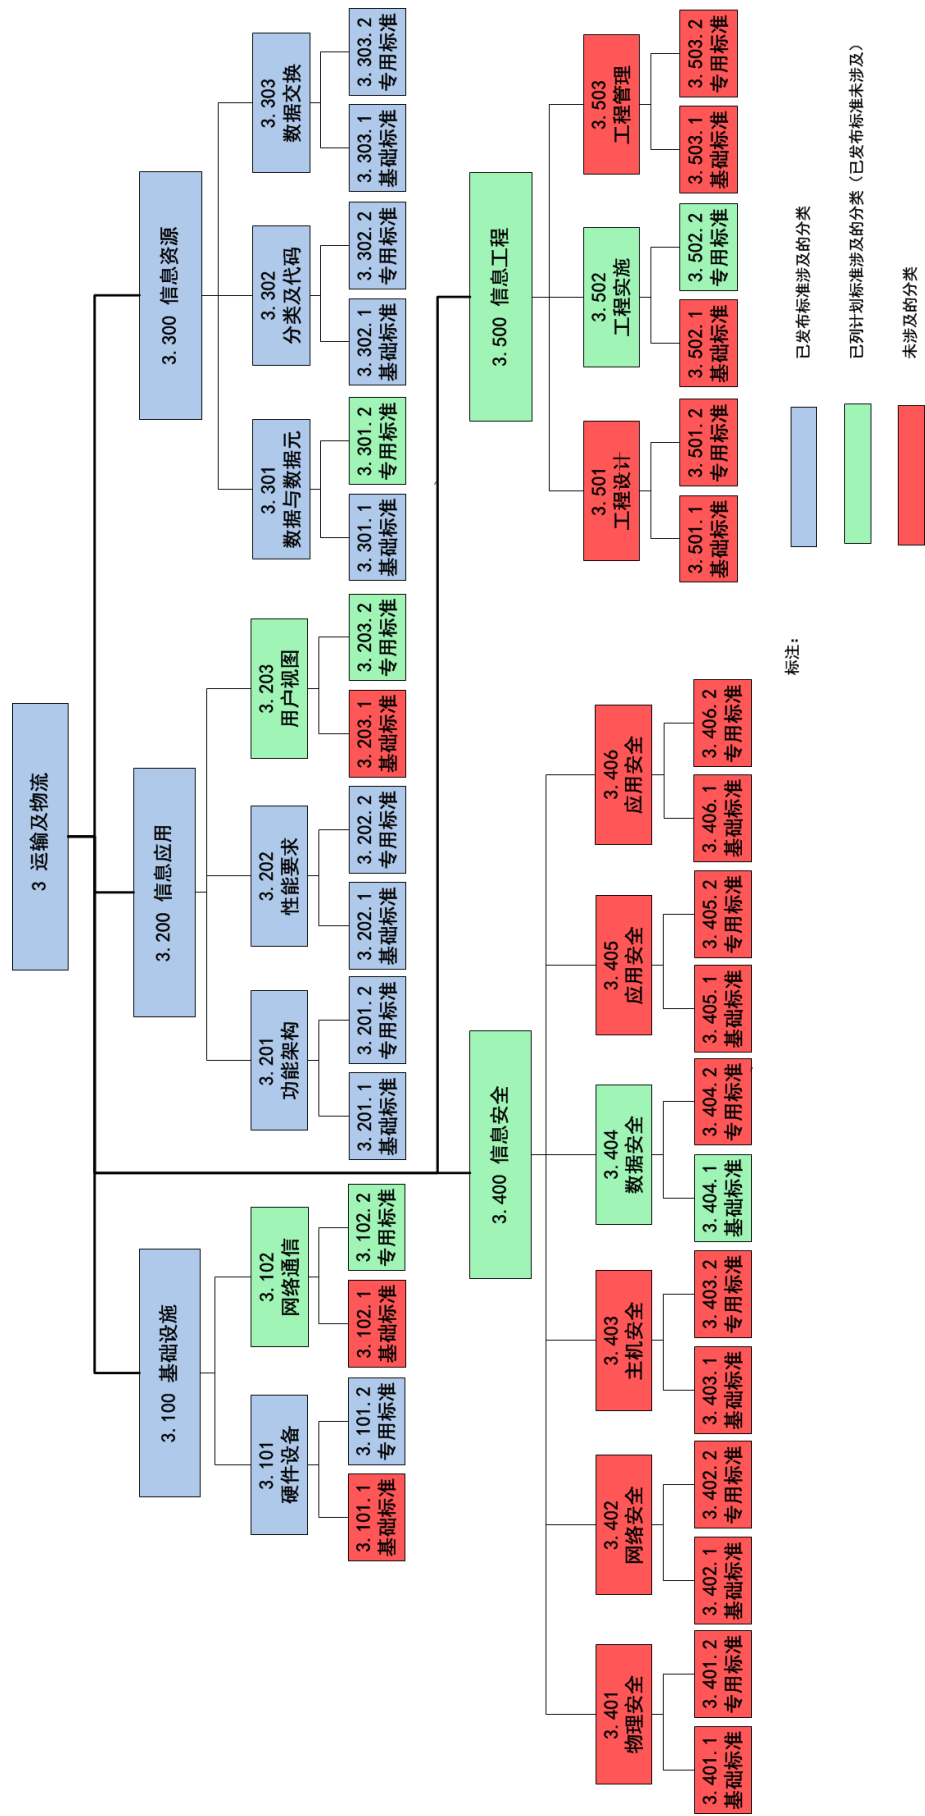 3 运输及物流
3.100 基础设施
3.200 信息应用
3.300 信息资源
3.101
硬件设备
3.102
网络通信
3.201
功能架构
3.202
性能要求
3.203
用户视图
3.301
数据与数据元
3.302
分类及代码
3.303
数据交换
3.101.1
基础标准
3.101.2
专用标准
3.102.1
基础标准
3.102.2
专用标准
3.201.1
基础标准
3.201.2
专用标准
3.202.1
基础标准
3.202.2
专用标准
3.203.1
基础标准
3.203.2
专用标准
3.301.1
基础标准
3.301.2
专用标准
3.302.1
基础标准
3.302.2
专用标准
3.303.1
基础标准
3.303.2
专用标准
3.400 信息安全
3.500 信息工程
3.401
物理安全
3.402
网络安全
3.403
主机安全
3.404
数据安全
3.405
应用安全
3.406
应用安全
3.501
工程设计
3.502
工程实施
3.503
工程管理
3.401.1
基础标准
3.401.2
专用标准
3.402.1
基础标准
3.402.2
专用标准
3.403.1
基础标准
3.403.2
专用标准
3.404.1
基础标准
3.404.2
专用标准
3.405.1
基础标准
3.405.2
专用标准
3.406.1
基础标准
3.406.2
专用标准
3.501.1
基础标准
3.501.2
专用标准
3.502.1
基础标准
3.502.2
专用标准
3.503.1
基础标准
3.503.2
专用标准
标注：
已发布标准涉及的分类
已列计划标准涉及的分类（已发布标准未涉及）
未涉及的分类